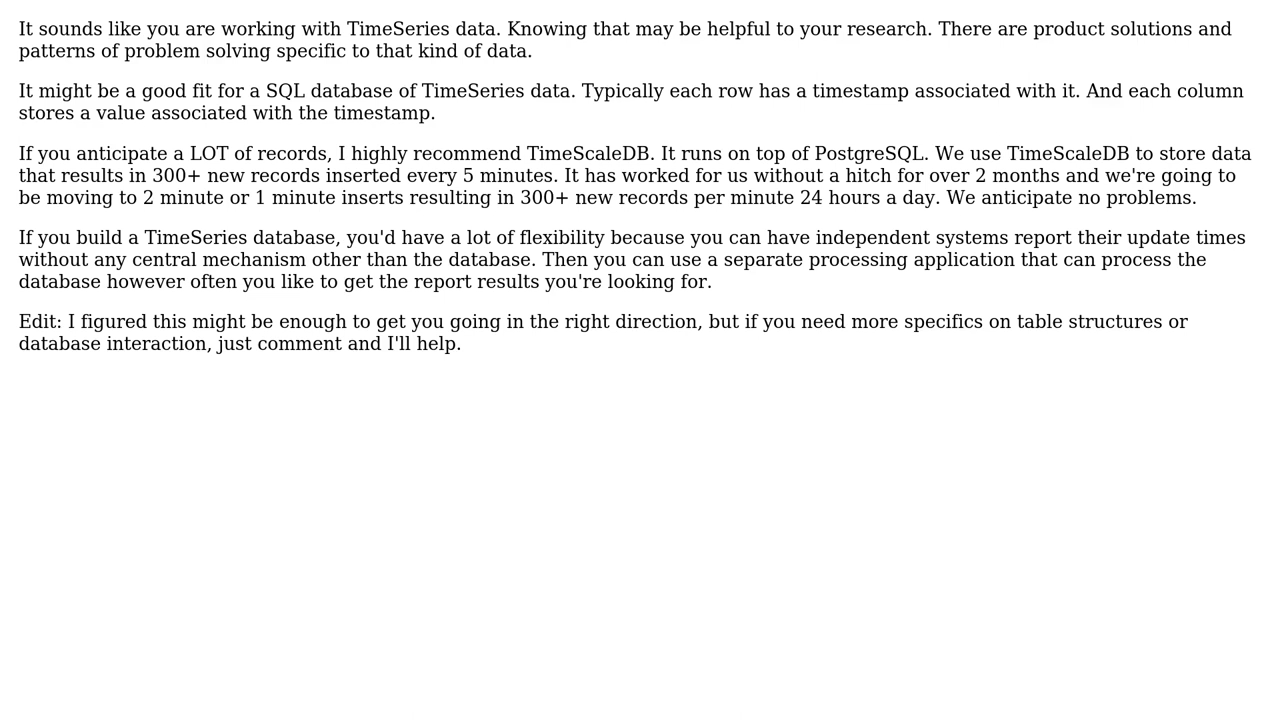 It sounds like you are working with TimeSeries data. Knowing that may be helpful to your research. There are product solutions and
patterns of problem solving specific to that kind of data.
It might be a good fit for a SQL database of TimeSeries data. Typically each row has a timestamp associated with it. And each column
stores a value associated with the timestamp.
If you anticipate a LOT of records, I highly recommend TimeScaleDB. It runs on top of PostgreSQL. We use TimeScaleDB to store data
that results in 300+ new records inserted every 5 minutes. It has worked for us without a hitch for over 2 months and we're going to
be moving to 2 minute or 1 minute inserts resulting in 300+ new records per minute 24 hours a day. We anticipate no problems.
If you build a TimeSeries database, you'd have a lot of flexibility because you can have independent systems report their update times
without any central mechanism other than the database. Then you can use a separate processing application that can process the
database however often you like to get the report results you're looking for.
Edit: I figured this might be enough to get you going in the right direction, but if you need more specifics on table structures or
database interaction, just comment and I'll help.